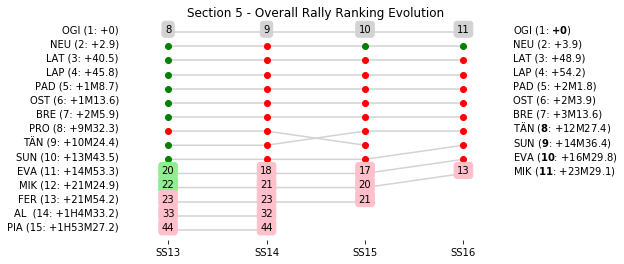 Section 5 - Overall Rally Ranking Evolution
OGI (1: +0) 8 9 10 11 OGI (1: +0)
NEU (2: +2.9) NEU (2: +3.9)
LAT (3: +40.5) LAT (3: +48.9)
LAP (4: +45.8) LAP (4: +54.2)
PAD (5: +1M8.7) PAD (5: +2M1.8)
OST (6: +1M13.6) OST (6: +2M3.9)
BRE (7: +2M5.9) BRE (7: +3M13.6)
PRO (8: +9M32.3) TÄN (8: +12M27.4)
TÄN (9: +10M24.4) SUN (9: +14M36.4)
SUN (10: +13M43.5) EVA (10: +16M29.8)
EVA (11: +14M53.3) 20 18 17 13 MIK (11: +23M29.1)
MIK (12: +21M24.9) 22 21 20
FER (13: +21M54.2) 23 23 21
AL (14: +1H4M33.2) 33 32
PIA (15: +1H53M27.2) 44 44
SS13 SS14 SS15 SS16